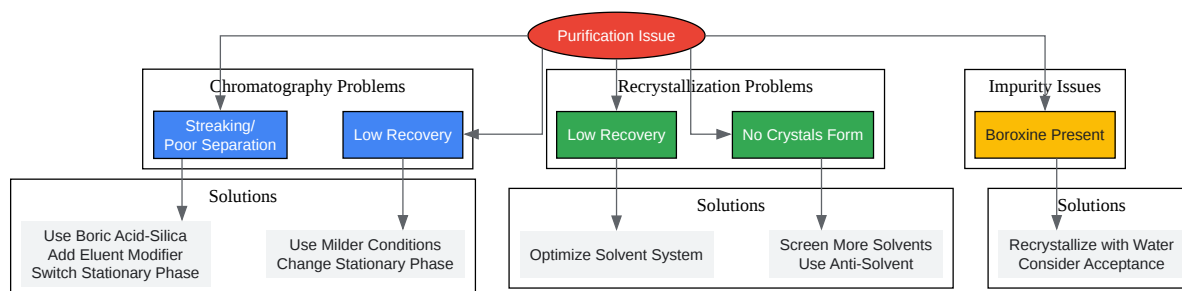 Purification Issue
Chromatography Problems
Recrystallization Problems
Impurity Issues
Streaking/
Poor Separation
Low Recovery
Low Recovery
No Crystals Form
Boroxine Present
Solutions
Solutions
Solutions
Use Boric Acid-Silica
Add Eluent Modifier
Switch Stationary Phase
Use Milder Conditions
Change Stationary Phase
Optimize Solvent System
Screen More Solvents
Use Anti-Solvent
Recrystallize with Water
Consider Acceptance